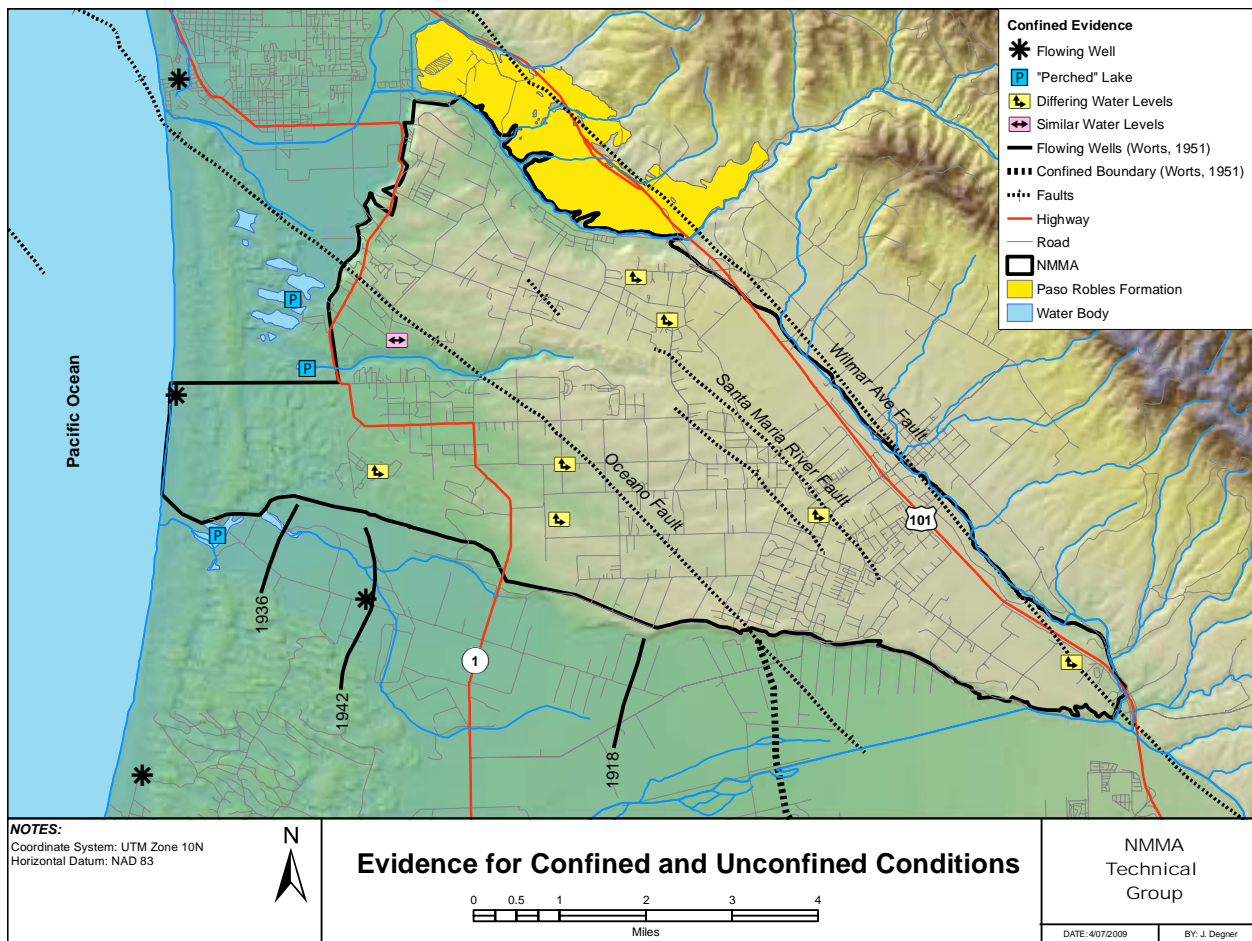 Confined Evidence
Flowing Well
P "Perched" Lake
Differing Water Levels
Similar Water Levels
Flowing Wells (Worts, 1951)
Confined Boundary (Worts, 1951)
Faults
Highway
Road
NMMA
Paso Robles Formation
Water Body
Pacific Ocean
P
P
P
Wilmar Ave Fault
Santa Maria River Fault
Oceano Fault
101
1
1936
1942
1918
NOTES:
Coordinate System: UTM Zone 10N
Horizontal Datum: NAD 83
N
Evidence for Confined and Unconfined Conditions
0 0.5 1 2 3 4
Miles
NMMA
Technical
Group
DATE: 4/07/2009
BY: J. Degner